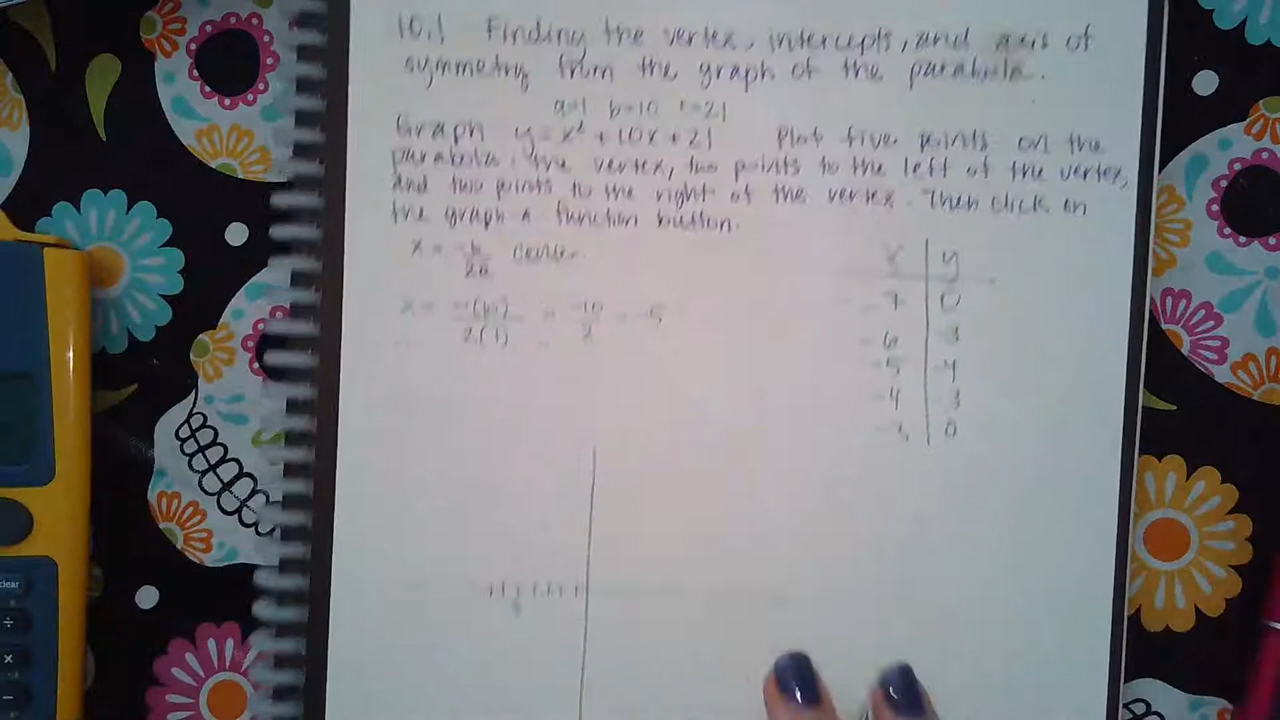 10.1 Finding the vertex, intercepts, and axis of
symmetry from the graph of the parabola.
a=1 b=10 c=21
Graph y=x²+10x+21 Plot five points on the
parabola: the vertex, two points to the left of the vertex,
and two points to the right of the vertex. Then click on
the graph a function button.
x = -b/2a center
x = -(10)/2(1) = -10/2 = -5
x y
-7 0
-6 -3
-5 -4
-4 -3
-3 0
clear
÷
×
−